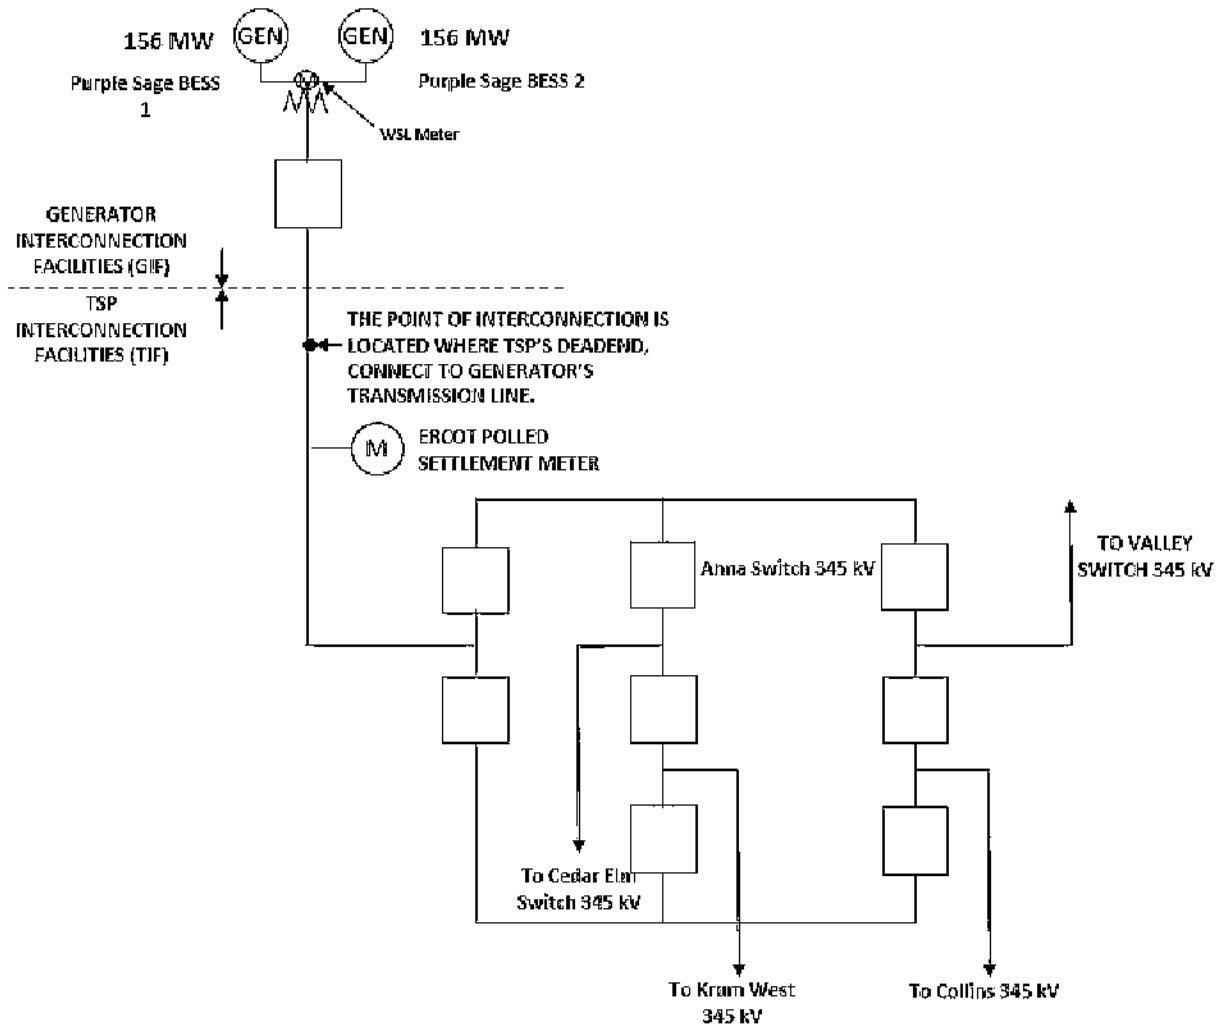 156 MW
GEN
GEN
156 MW
Purple Sage BESS
1
Purple Sage BESS 2
WSL Meter
GENERATOR
INTERCONNECTION
FACILITIES (GIF)
TSP
INTERCONNECTION
FACILITIES (TIF)
THE POINT OF INTERCONNECTION IS
LOCATED WHERE TSP'S DEADEND,
CONNECT TO GENERATOR'S
TRANSMISSION LINE.
M
ERCOT POLLED
SETTLEMENT METER
Anna Switch 345 kV
TO VALLEY
SWITCH 345 kV
To Cedar Elm
Switch 345 kV
To Krum West
345 kV
To Collins 345 kV